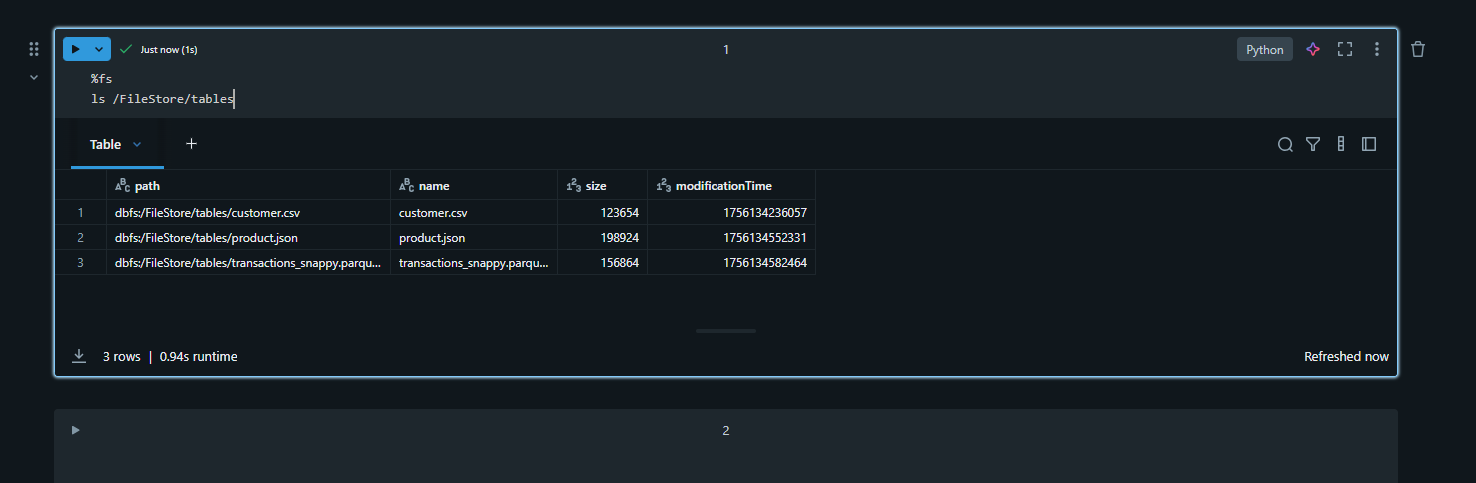 Just now (1s)
1
Python
%fs
ls /FileStore/tables
Table
+
path name size modificationTime
1 dbfs:/FileStore/tables/customer.csv customer.csv 123654 1756134236057
2 dbfs:/FileStore/tables/product.json product.json 198924 1756134552331
3 dbfs:/FileStore/tables/transactions_snappy.parqu... transactions_snappy.parqu... 156864 1756134582464
3 rows | 0.94s runtime
Refreshed now
2